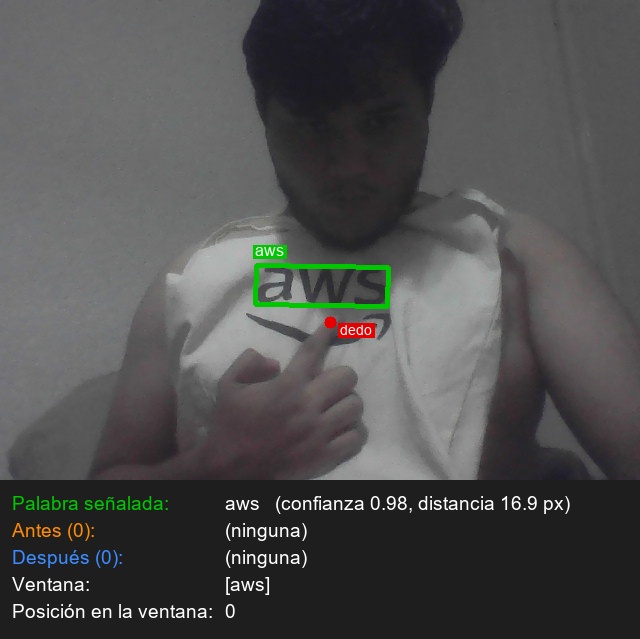 aws
aws
dedo
Palabra señalada: aws (confianza 0.98, distancia 16.9 px)
Antes (0): (ninguna)
Después (0): (ninguna)
Ventana: [aws]
Posición en la ventana: 0